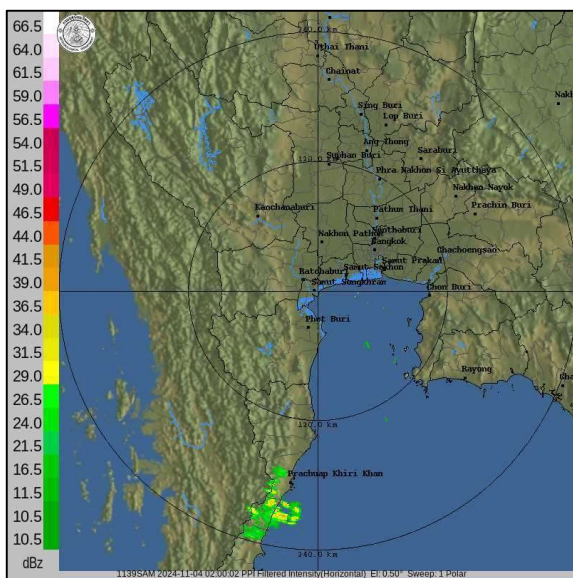 66.5
64.0
61.5
59.0
56.5
54.0
51.5
49.0
46.5
44.0
41.5
39.0
36.5
34.0
31.5
29.0
26.5
24.0
21.5
16.5
11.5
10.5
10.5
dBz
Uthai Thani
Chainat
Sing Buri
Lop Buri
Ang Thong
Suphan Buri
Saraburi
Phra Nakhon Si Ayutthaya
Nakhon Nayok
Kanchanaburi
Prachin Buri
Pathum Thani
Nakhon Pathom
Nonthaburi
Bangkok
Chachoengsao
Samut Prakan
Samut Sakhon
Ratchaburi
Samut Songkhram
Chon Buri
Phet Buri
Rayong
Cha
120.0 km
Prachuap Khiri Khan
240.0 km
1139SAM 2024-11-04 02:00:02 PPI Filtered Intensity(Horizontal) El: 0.50° Sweep: 1 Polar